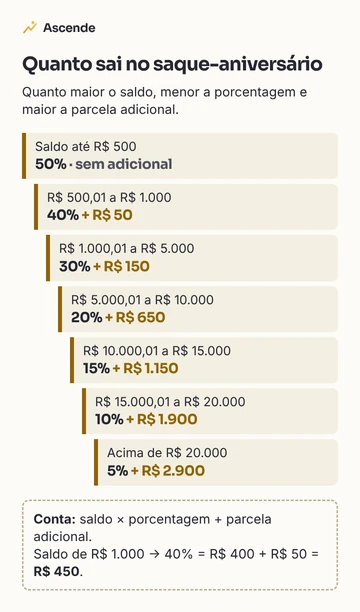 Ascende
Quanto sai no saque-aniversário
Quanto maior o saldo, menor a porcentagem e
maior a parcela adicional.
Saldo até R$ 500
50% · sem adicional
R$ 500,01 a R$ 1.000
40% + R$ 50
R$ 1.000,01 a R$ 5.000
30% + R$ 150
R$ 5.000,01 a R$ 10.000
20% + R$ 650
R$ 10.000,01 a R$ 15.000
15% + R$ 1.150
R$ 15.000,01 a R$ 20.000
10% + R$ 1.900
Acima de R$ 20.000
5% + R$ 2.900
Conta: saldo × porcentagem + parcela
adicional.
Saldo de R$ 1.000 → 40% = R$ 400 + R$ 50 =
R$ 450.